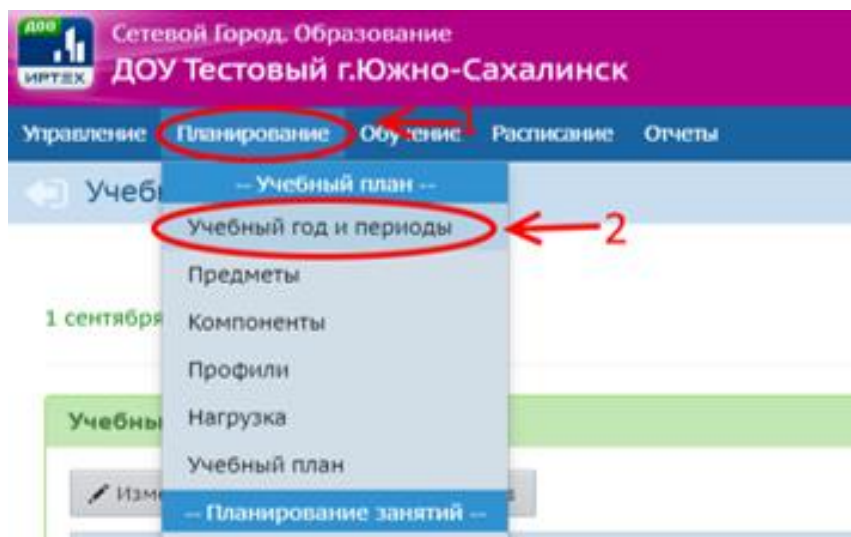 ДОО
ИРТЕХ
Сетевой Город. Образование
ДОУ Тестовый г.Южно-Сахалинск
1
Управление Планирование Обучение Расписание Отчеты
-- Учебный план --
Учебный год и периоды
2
Предметы
1 сентября
Компоненты
Профили
Нагрузка
Учебный план
-- Планирование занятий --